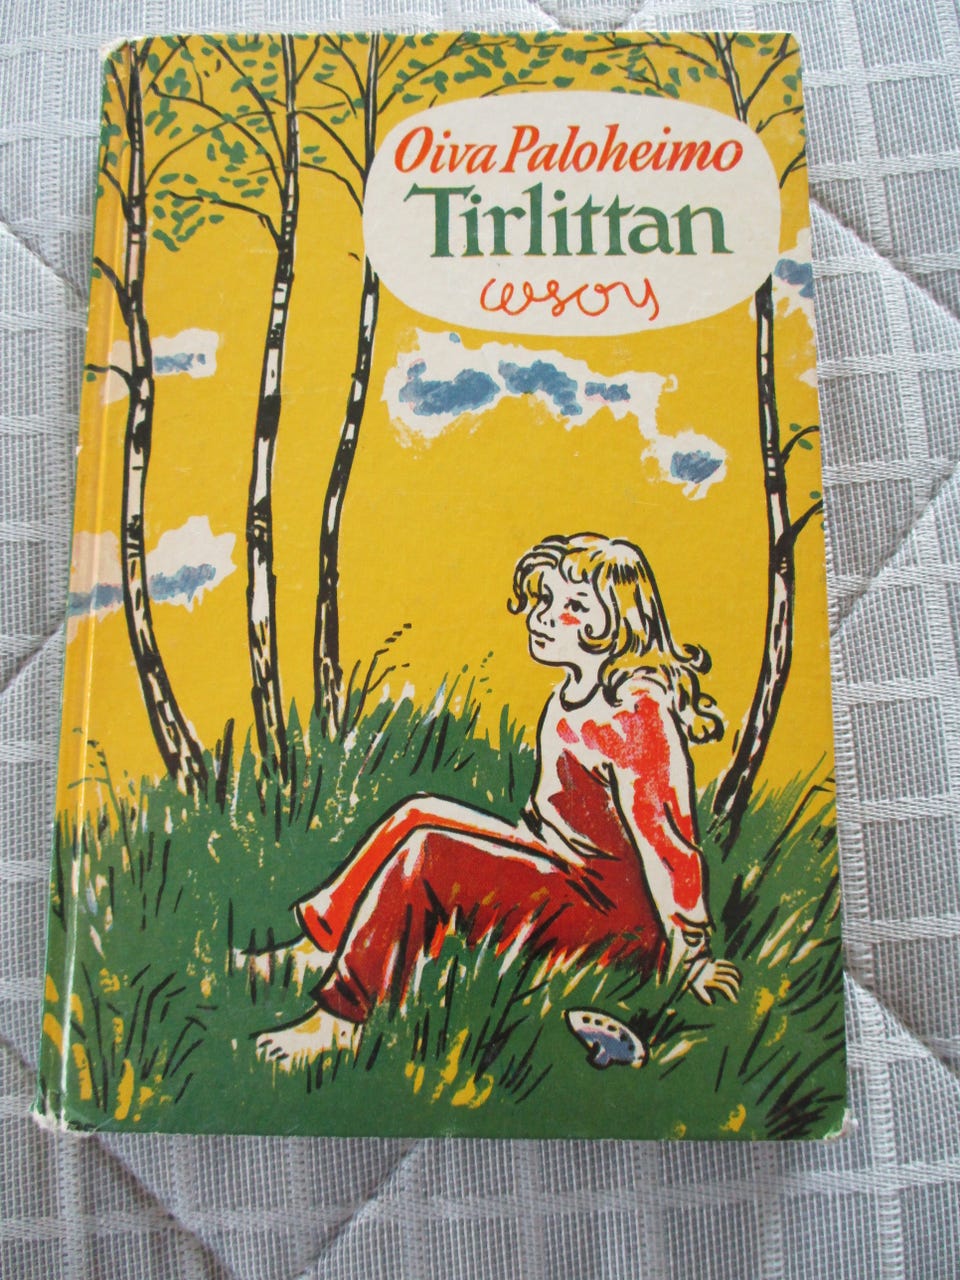 Oiva Paloheimo
Tirlittan
wsoy